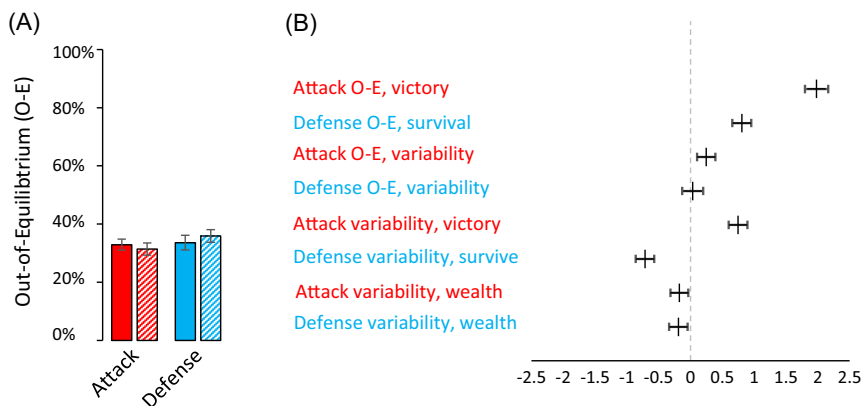 (A)
Out-of-Equilibtrium (O-E)
100%
80%
60%
40%
20%
0%
Attack
Defense
(B)
Attack O-E, victory
Defense O-E, survival
Attack O-E, variability
Defense O-E, variability
Attack variability, victory
Defense variability, survive
Attack variability, wealth
Defense variability, wealth
-2.5 -2 -1.5 -1 -0.5 0 0.5 1 1.5 2 2.5